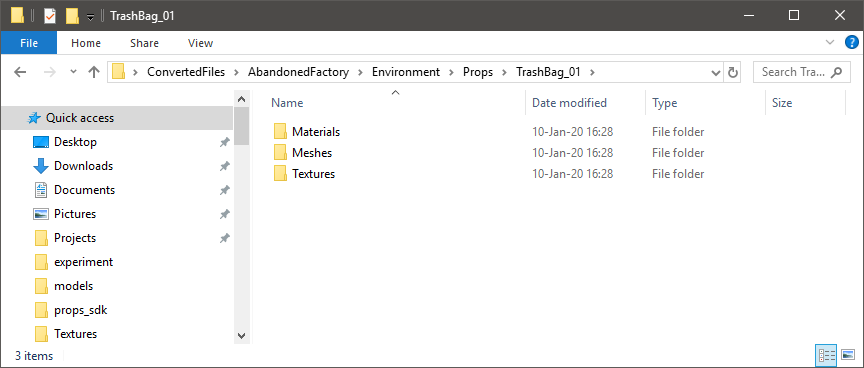 TrashBag_01
File Home Share View
ConvertedFiles AbandonedFactory Environment Props TrashBag_01 Search Tra...
Name Date modified Type Size
Quick access
Desktop
Downloads
Documents
Pictures
Projects
experiment
models
props_sdk
Textures
Materials 10-Jan-20 16:28 File folder
Meshes 10-Jan-20 16:28 File folder
Textures 10-Jan-20 16:28 File folder
3 items